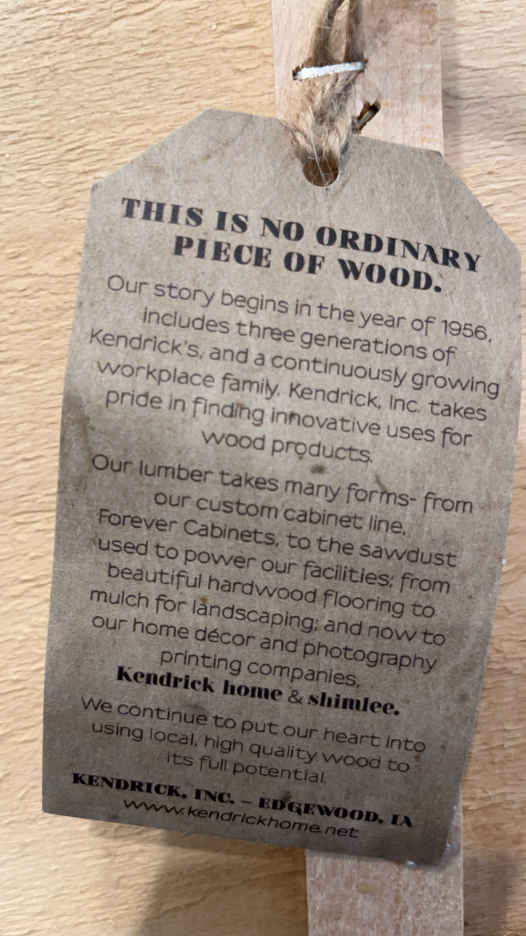 THIS IS NO ORDINARY
PIECE OF WOOD.
Our story begins in the year of 1956,
includes three generations of
Kendrick's, and a continuously growing
workplace family. Kendrick, Inc. takes
pride in finding innovative uses for
wood products.
Our lumber takes many forms- from
our custom cabinet line,
Forever Cabinets, to the sawdust
used to power our facilities; from
beautiful hardwood flooring to
mulch for landscaping; and now to
our home décor and photography
printing companies,
Kendrick home & shimlee.
We continue to put our heart into
using local, high quality wood to
its full potential.
KENDRICK, INC. – EDGEWOOD, IA
www.kendrickhome.net